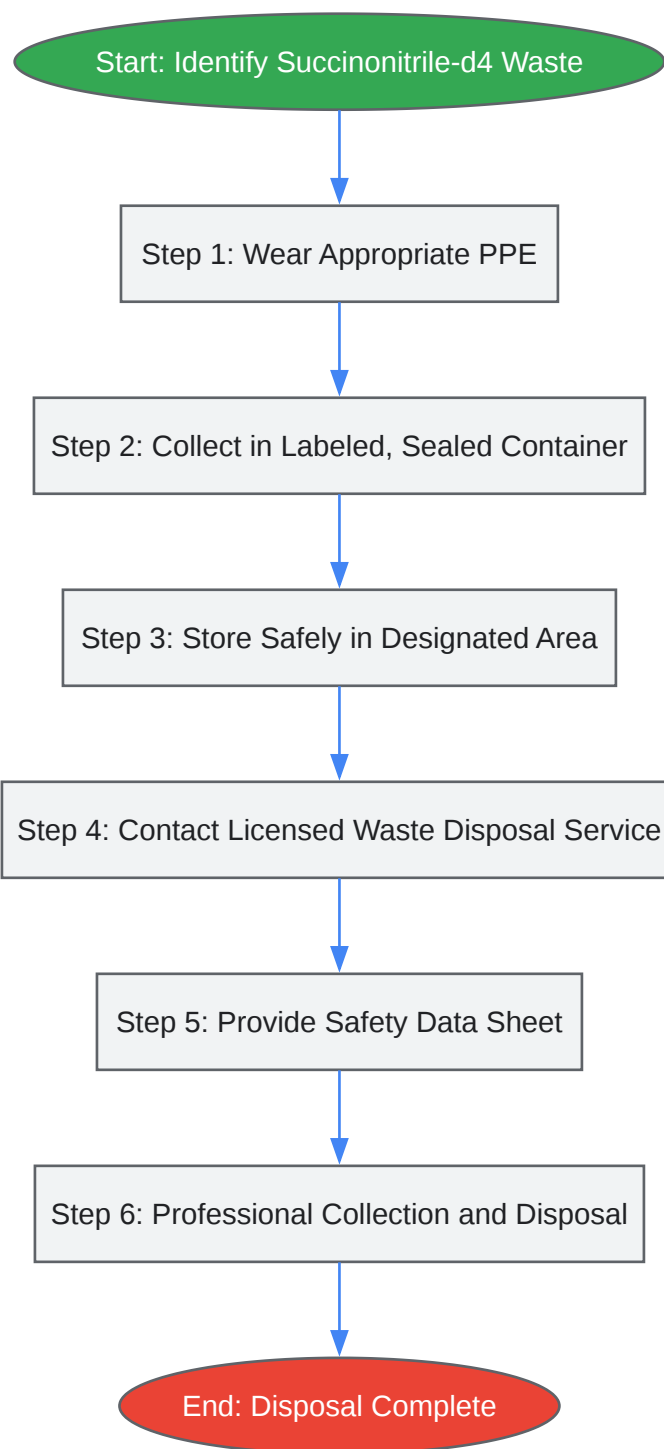 Start: Identify Succinonitrile-d4 Waste
Step 1: Wear Appropriate PPE
Step 2: Collect in Labeled, Sealed Container
Step 3: Store Safely in Designated Area
Step 4: Contact Licensed Waste Disposal Service
Step 5: Provide Safety Data Sheet
Step 6: Professional Collection and Disposal
End: Disposal Complete